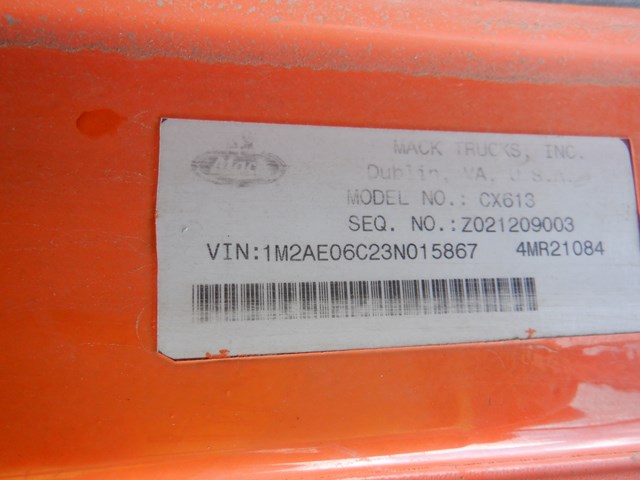 Mack
MACK TRUCKS, INC.
Dublin, VA. U.S.A.
MODEL NO.: CX613
SEQ. NO.:Z021209003
VIN:1M2AE06C23N015867 4MR21084